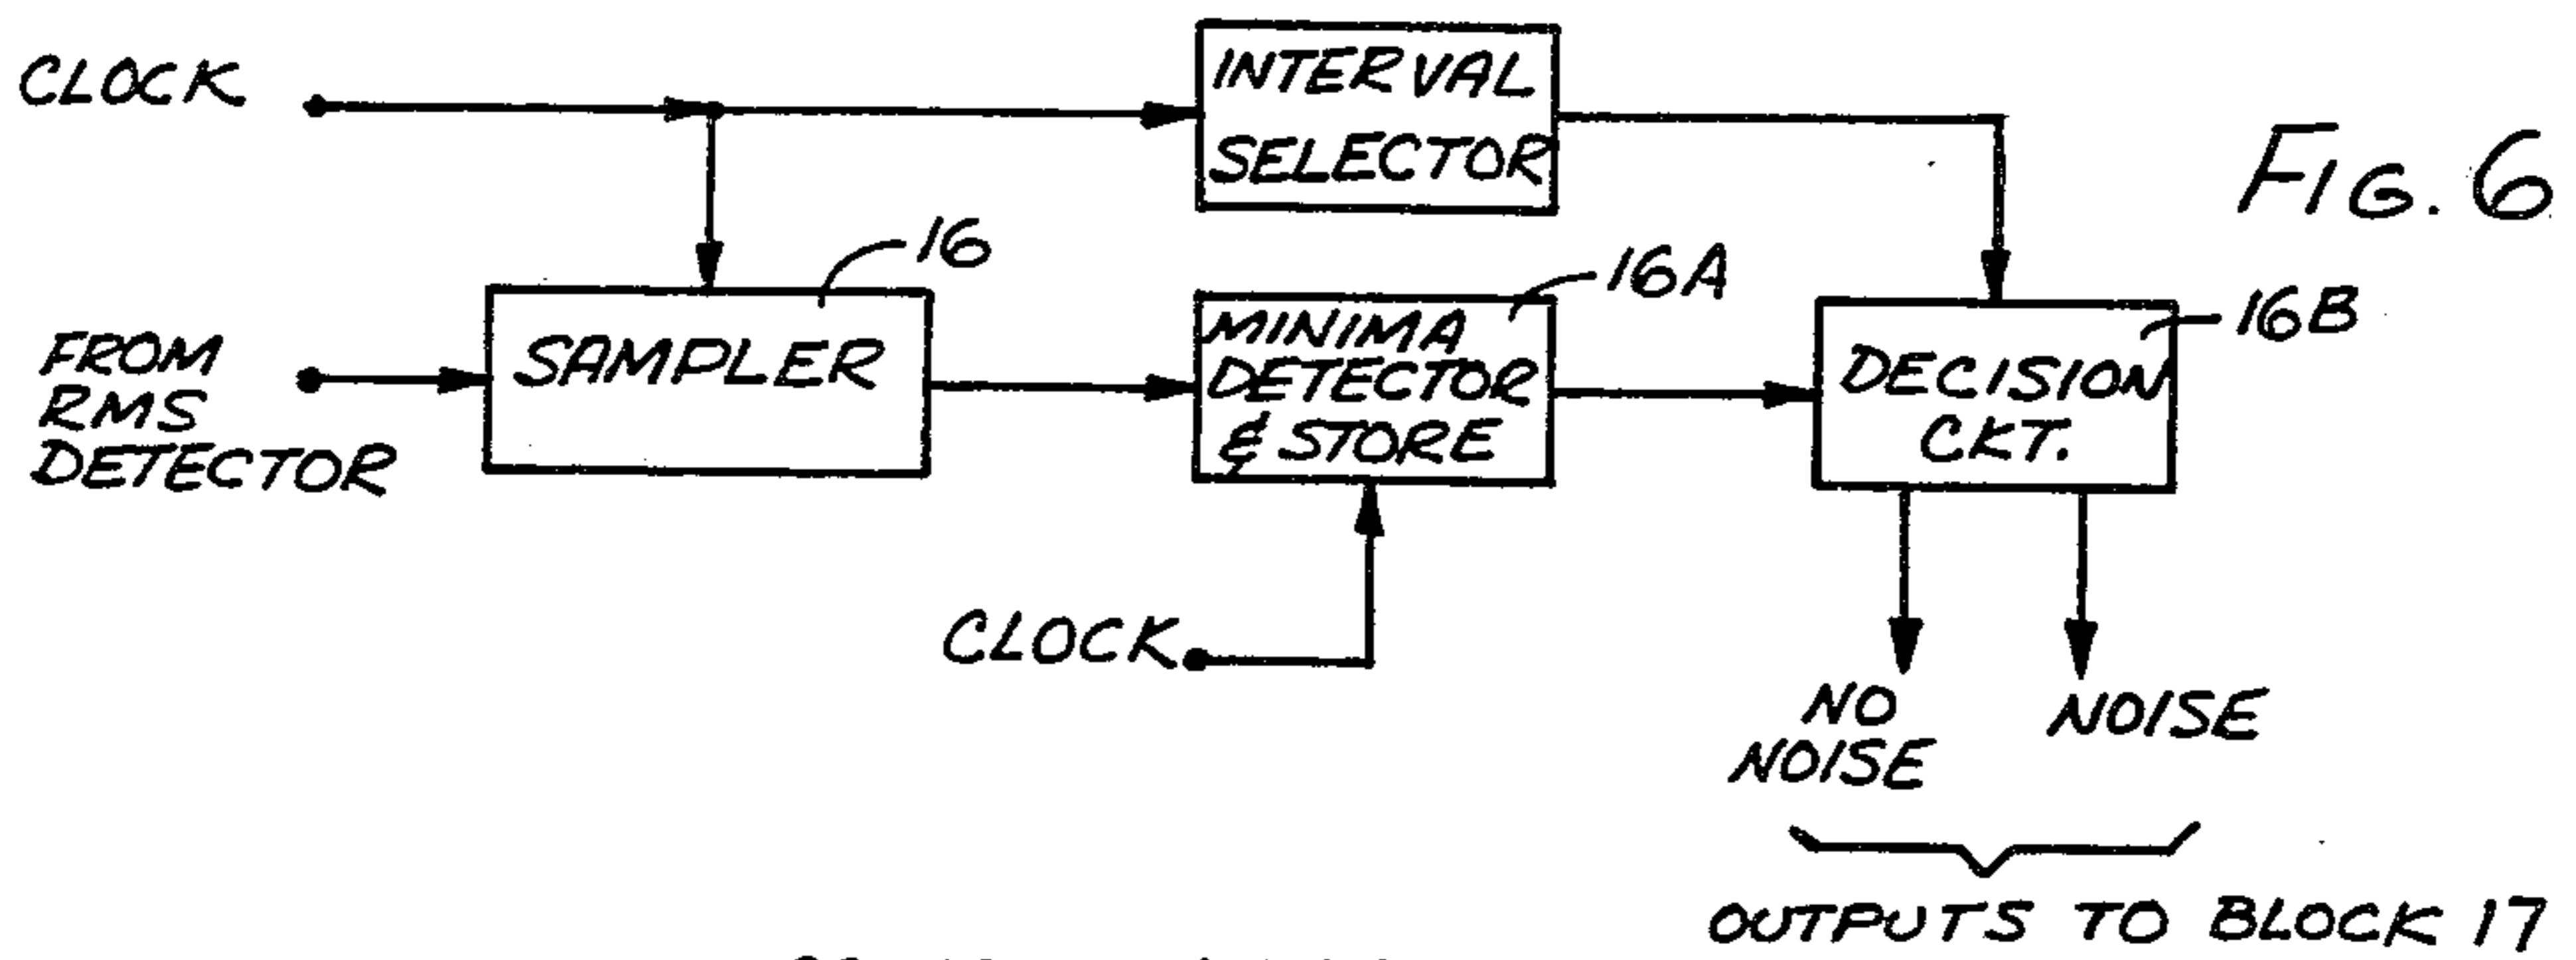 CLOCK
INTERVAL
SELECTOR
FIG. 6
16
16A
16B
FROM
RMS
DETECTOR
SAMPLER
MINIMA
DETECTOR
& STORE
DECISION
CKT.
CLOCK
NO
NOISE
NOISE
OUTPUTS TO BLOCK 17